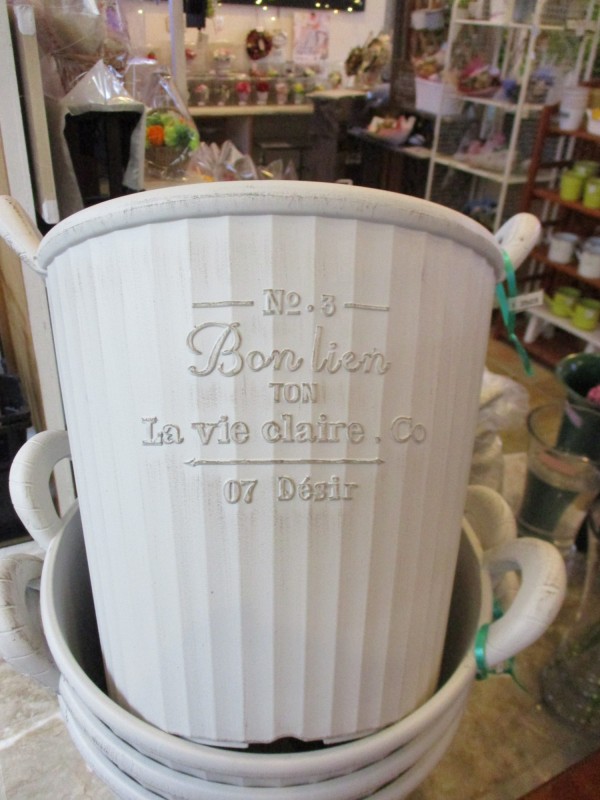 No.3
Bon lien
TON
La vie claire . Co
07 Désir